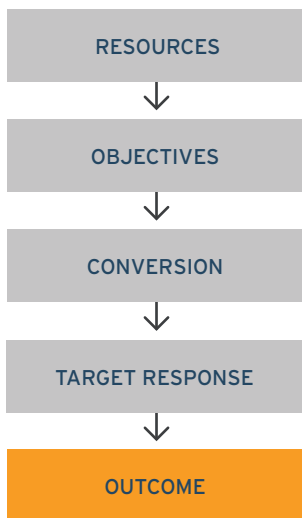 RESOURCES
OBJECTIVES
CONVERSION
TARGET RESPONSE
OUTCOME